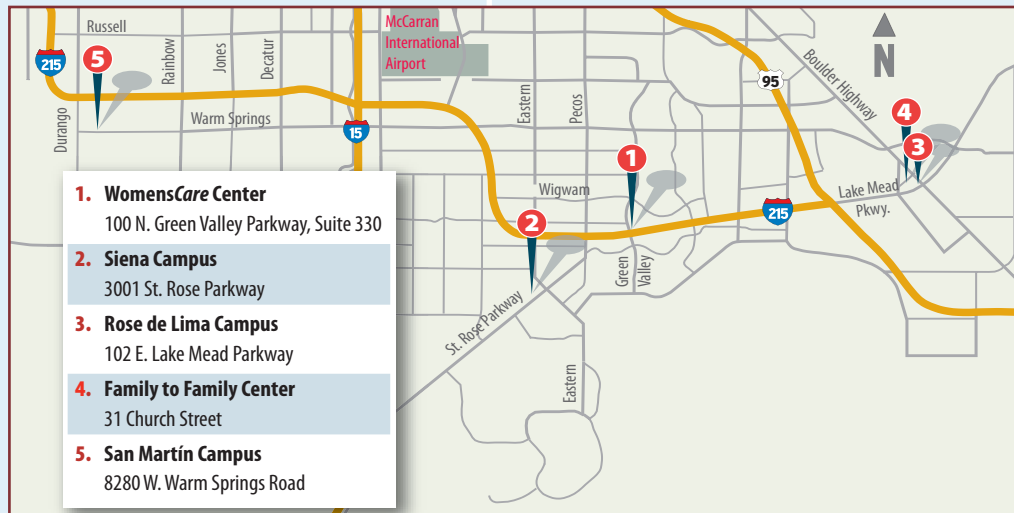 Russell
McCarran
International
Airport
N
215
5
Rainbow
Jones
Decatur
95
Boulder Highway
Durango
Warm Springs
15
Eastern
Pecos
4
3
1
Wigwam
Lake Mead
Pkwy.
215
2
Green
Valley
St. Rose Parkway
Eastern
1. WomensCare Center
100 N. Green Valley Parkway, Suite 330
2. Siena Campus
3001 St. Rose Parkway
3. Rose de Lima Campus
102 E. Lake Mead Parkway
4. Family to Family Center
31 Church Street
5. San Martín Campus
8280 W. Warm Springs Road